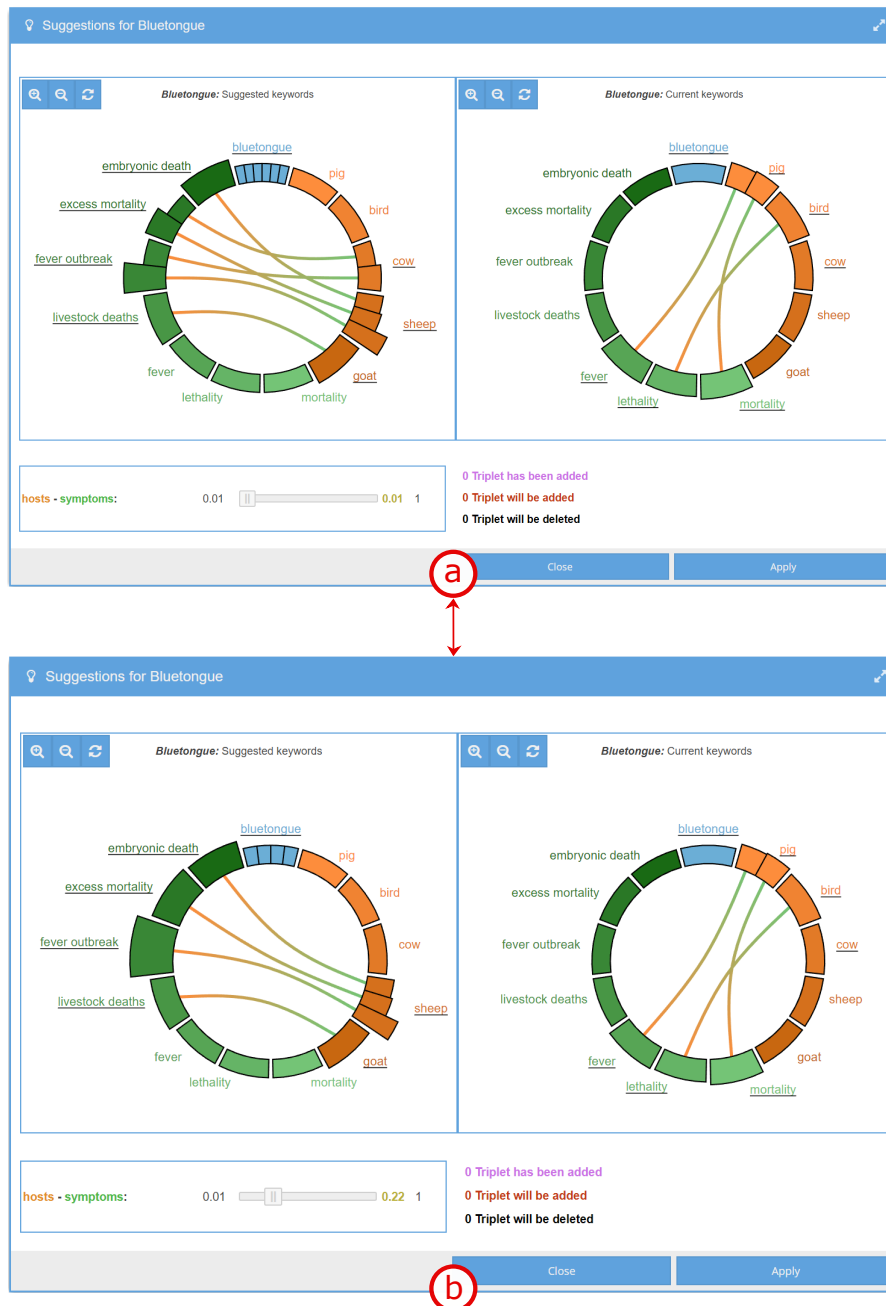 Suggestions for Bluetongue
Bluetongue: Suggested keywords
bluetongue
embryonic death
pig
excess mortality
bird
fever outbreak
cow
livestock deaths
sheep
fever
goat
lethality
mortality
Bluetongue: Current keywords
bluetongue
embryonic death
pig
excess mortality
bird
fever outbreak
cow
livestock deaths
sheep
fever
goat
lethality
mortality
hosts - symptoms: 0.01 0.01 1
0 Triplet has been added
0 Triplet will be added
0 Triplet will be deleted
Close Apply
a
Suggestions for Bluetongue
Bluetongue: Suggested keywords
bluetongue
embryonic death
pig
excess mortality
bird
fever outbreak
cow
livestock deaths
sheep
fever
goat
lethality
mortality
Bluetongue: Current keywords
bluetongue
embryonic death
pig
excess mortality
bird
fever outbreak
cow
livestock deaths
sheep
fever
goat
lethality
mortality
hosts - symptoms: 0.01 0.22 1
0 Triplet has been added
0 Triplet will be added
0 Triplet will be deleted
Close Apply
b